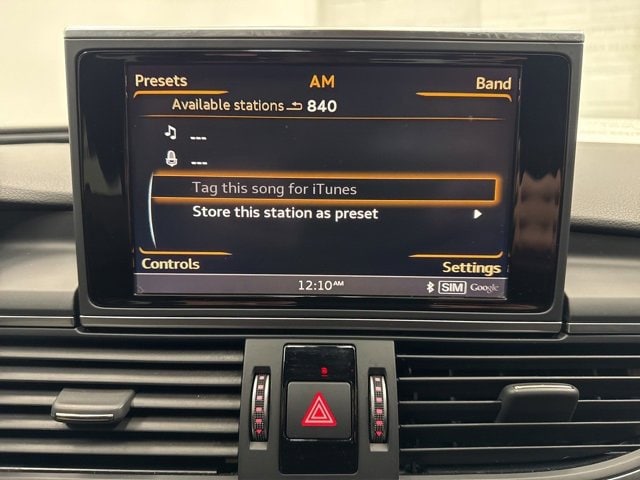 Presets AM Band
Available stations 840
---
---
Tag this song for iTunes
Store this station as preset
Controls Settings
12:10AM SIM Google